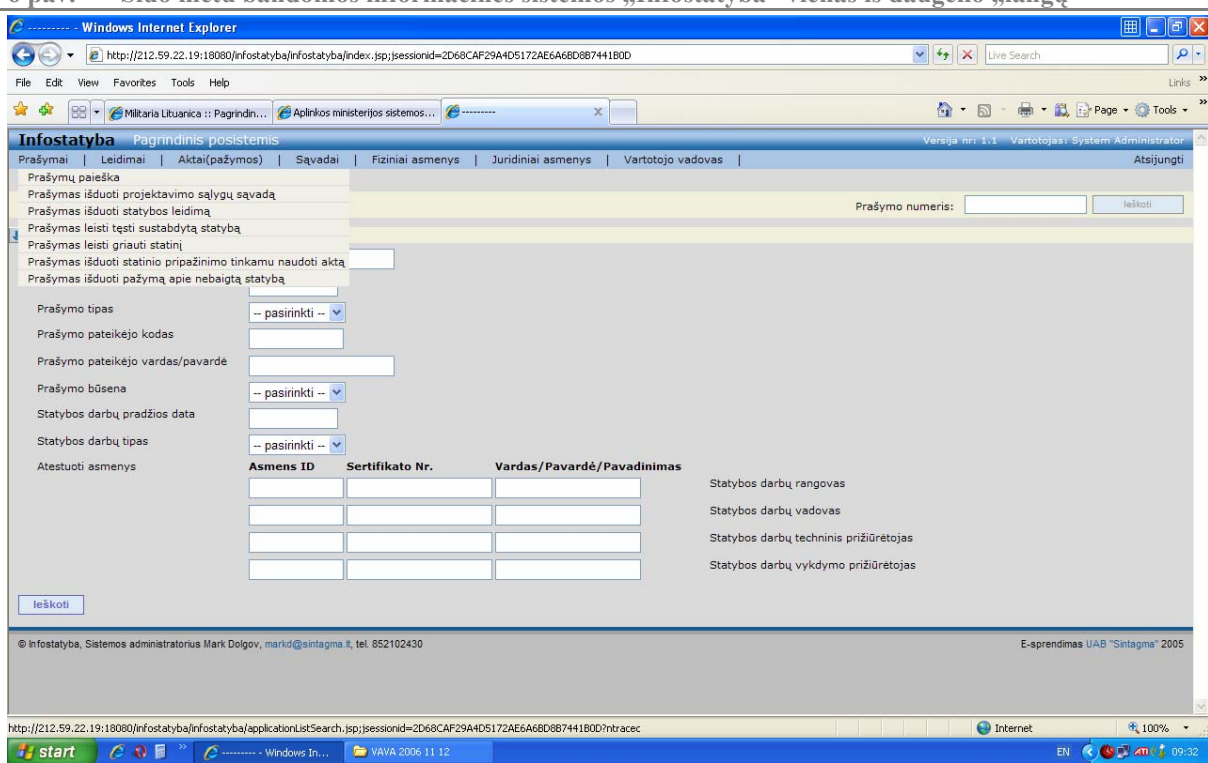 6 pav. Šiuo metu bandomos informacinės sistemos „Infostatyba“ vienas iš daugelio „langų“
--------- - Windows Internet Explorer
http://212.59.22.19:18080/infostatyba/infostatyba/index.jsp;jsessionid=2D68CAF29A4D5172AE6A6BD8B7441B0D
Live Search
File Edit View Favorites Tools Help
Links »
Militaria Lituanica :: Pagrindin... Aplinkos ministerijos sistemos... --------- x
Page Tools »
Infostatyba Pagrindinis posistemis Versija nr: 1.1 Vartotojas: System Administrator
Prašymai | Leidimai | Aktai(pažymos) | Sąvadai | Fiziniai asmenys | Juridiniai asmenys | Vartotojo vadovas | Atsijungti
Prašymų paieška
Prašymas išduoti projektavimo sąlygų sąvadą
Prašymas išduoti statybos leidimą
Prašymo numeris: Ieškoti
Prašymas leisti tęsti sustabdytą statybą
Prašymas leisti griauti statinį
Prašymas išduoti statinio pripažinimo tinkamu naudoti aktą
Prašymas išduoti pažymą apie nebaigtą statybą
Prašymo tipas -- pasirinkti --
Prašymo pateikėjo kodas
Prašymo pateikėjo vardas/pavardė
Prašymo būsena -- pasirinkti --
Statybos darbų pradžios data
Statybos darbų tipas -- pasirinkti --
Atestuoti asmenys Asmens ID Sertifikato Nr. Vardas/Pavardė/Pavadinimas
Statybos darbų rangovas
Statybos darbų vadovas
Statybos darbų techninis prižiūrėtojas
Statybos darbų vykdymo prižiūrėtojas
Ieškoti
© Infostatyba, Sistemos administratorius Mark Dolgov, markd@sintagma.lt, tel. 852102430 E-sprendimas UAB "Sintagma" 2005
http://212.59.22.19:18080/infostatyba/infostatyba/applicationListSearch.jsp;jsessionid=2D68CAF29A4D5172AE6A6BD8B7441B0D?ntracec Internet 100%
start » --------- - Windows In... VAVA 2006 11 12 EN 09:32